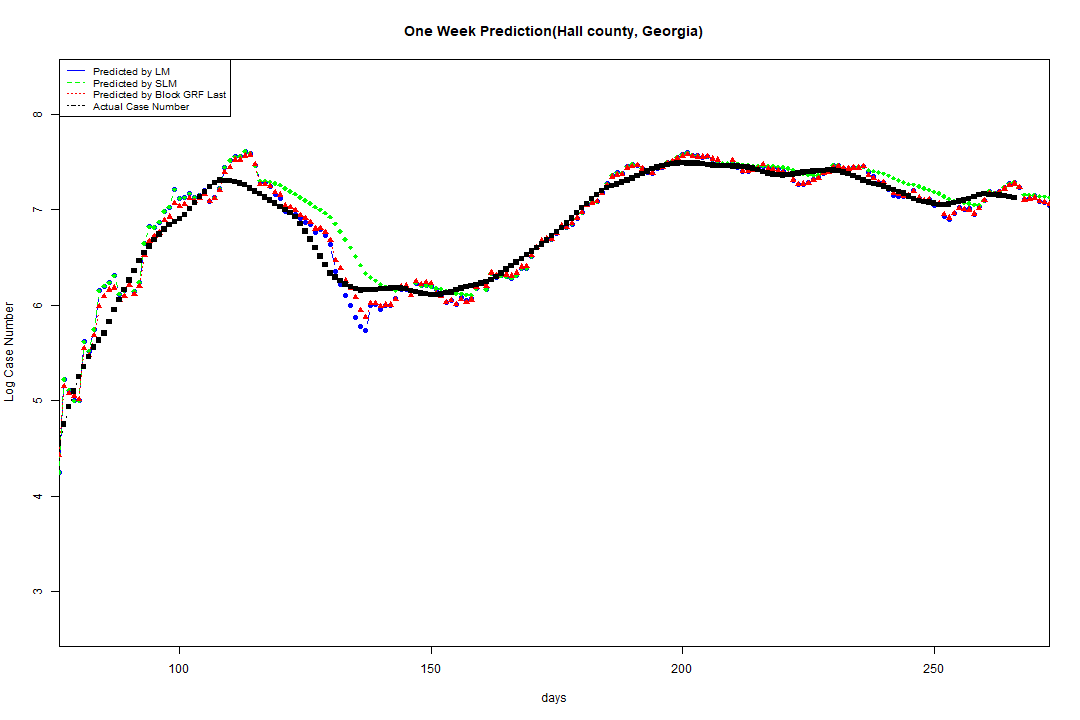 One Week Prediction(Hall county, Georgia)
Predicted by LM
Predicted by SLM
Predicted by Block GRF Last
Actual Case Number
8
7
6
5
4
3
Log Case Number
100 150 200 250
days